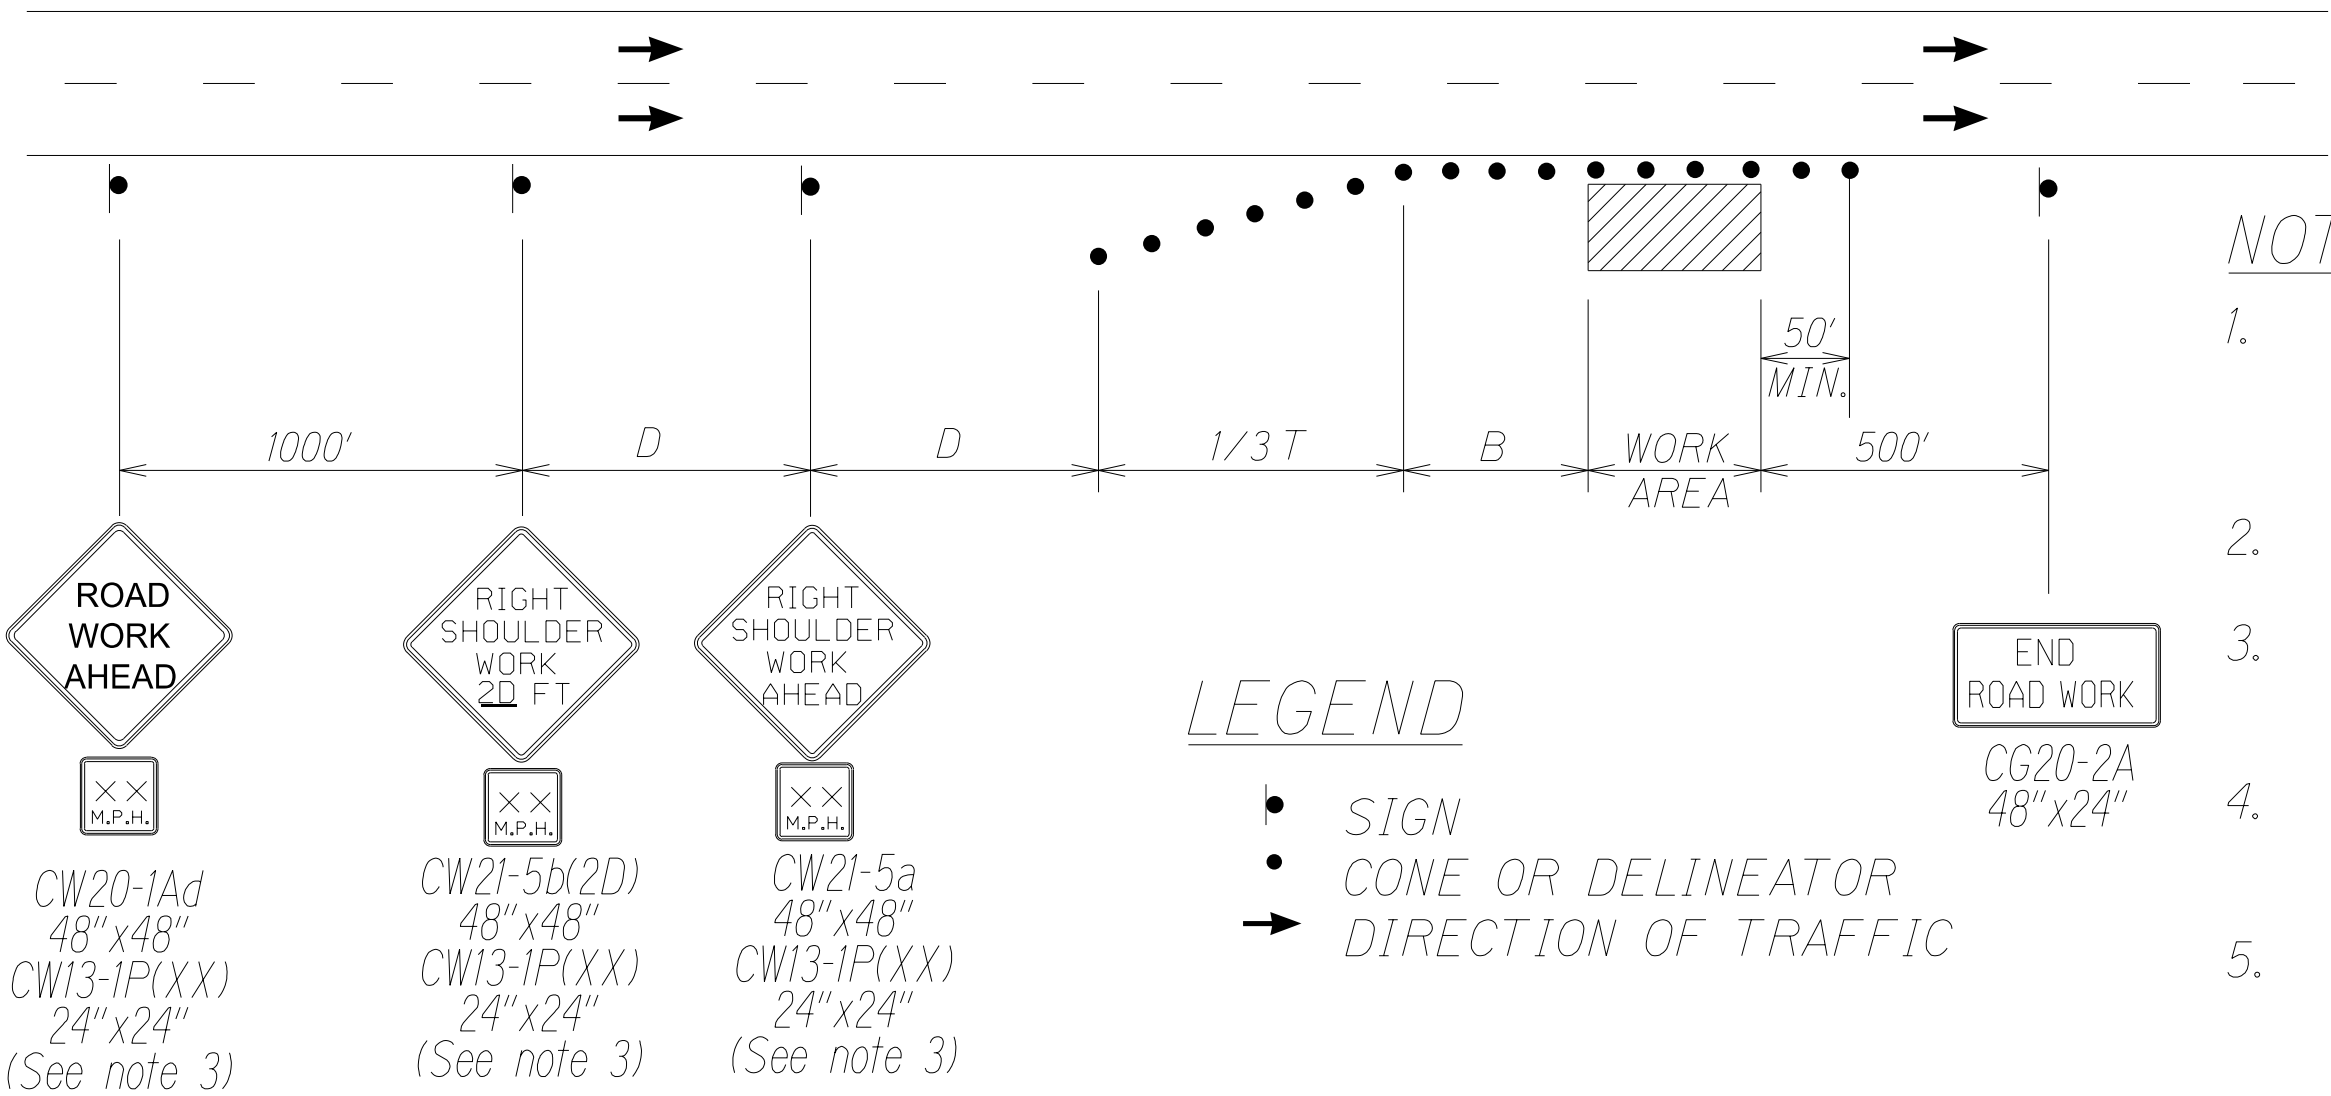 NOT
1.
2.
3.
4.
5.
50'
MIN.
1000'
D
D
1/3 T
B
WORK
AREA
500'
ROAD
WORK
AHEAD
XX
M.P.H.
CW20-1Ad
48"x48"
CW13-1P(XX)
24"x24"
(See note 3)
RIGHT
SHOULDER
WORK
2D FT
XX
M.P.H.
CW21-5b(2D)
48"x48"
CW13-1P(XX)
24"x24"
(See note 3)
RIGHT
SHOULDER
WORK
AHEAD
XX
M.P.H.
CW21-5a
48"x48"
CW13-1P(XX)
24"x24"
(See note 3)
LEGEND
SIGN
CONE OR DELINEATOR
DIRECTION OF TRAFFIC
END
ROAD WORK
CG20-2A
48"x24"